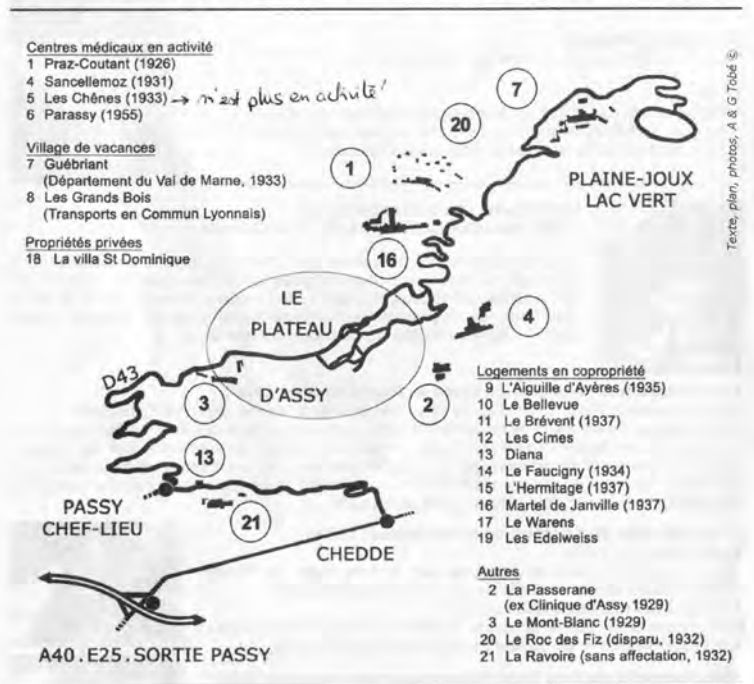 Centres médicaux en activité
1 Praz-Coutant (1926)
4 Sancellemoz (1931)
5 Les Chênes (1933) → n'est plus en activité!
6 Parassy (1955)
Village de vacances
7 Guébriant
(Département du Val de Marne, 1933)
8 Les Grands Bois
(Transports en Commun Lyonnais)
Propriétés privées
18 La villa St Dominique
7
20
1
PLAINE-JOUX
LAC VERT
Texte, plan, photos, A & G Tobé ©
16
LE
PLATEAU
D'ASSY
4
D43
3
2
13
PASSY
CHEF-LIEU
21
CHEDDE
A40.E25.SORTIE PASSY
Logements en copropriété
9 L'Aiguille d'Ayères (1935)
10 Le Bellevue
11 Le Brévent (1937)
12 Les Cimes
13 Diana
14 Le Faucigny (1934)
15 L'Hermitage (1937)
16 Martel de Janville (1937)
17 Le Warens
19 Les Edelweiss
Autres
2 La Passerane
(ex Clinique d'Assy 1929)
3 Le Mont-Blanc (1929)
20 Le Roc des Fiz (disparu, 1932)
21 La Ravoire (sans affectation, 1932)